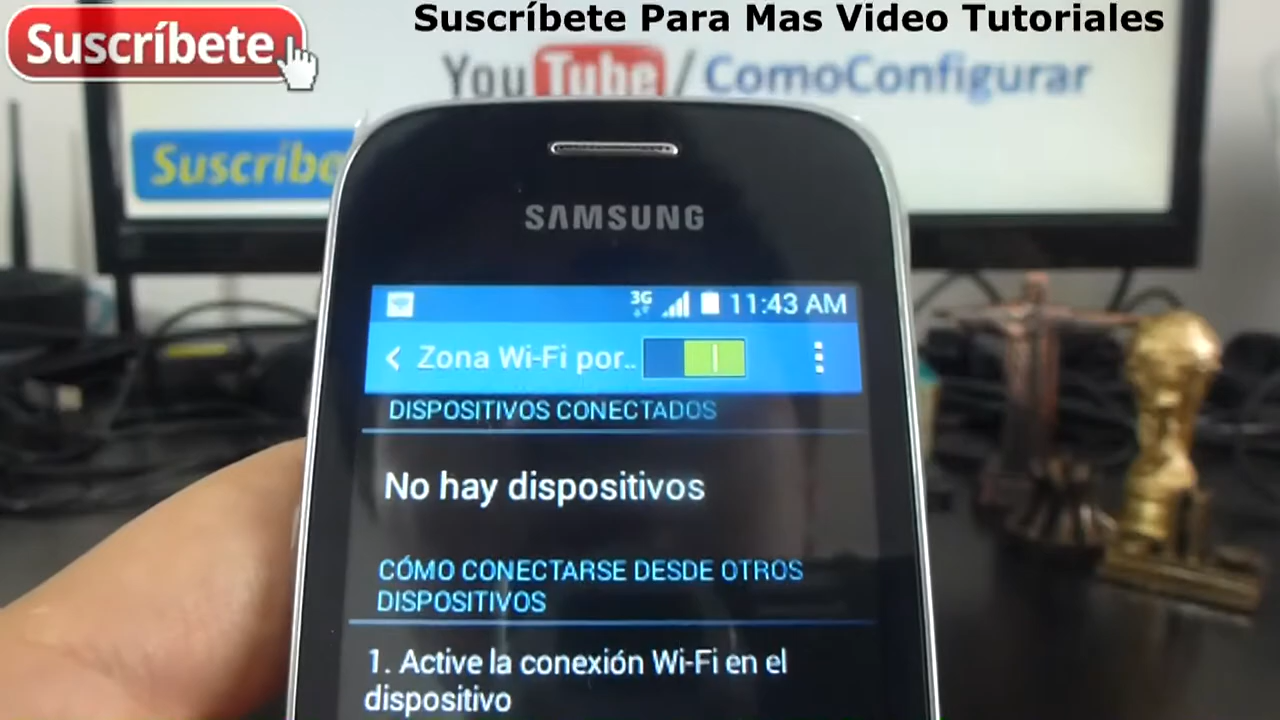 Suscríbete Para Mas Video Tutoriales
Suscríbete
YouTube / ComoConfigurar
Suscríbe
SAMSUNG
3G 11:43 AM
Zona Wi-Fi por..
DISPOSITIVOS CONECTADOS
No hay dispositivos
CÓMO CONECTARSE DESDE OTROS
DISPOSITIVOS
1. Active la conexión Wi-Fi en el
dispositivo